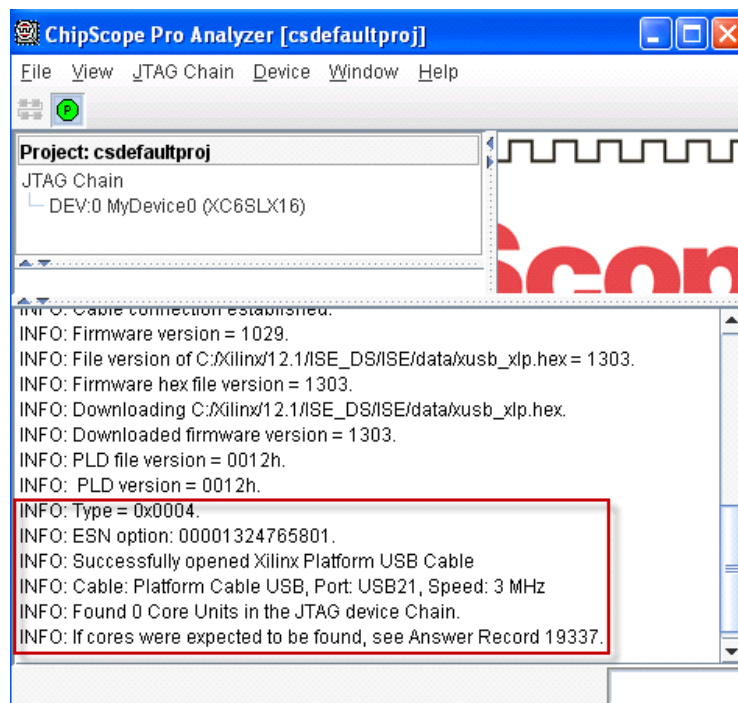 ChipScope Pro Analyzer [csdefaultproj]
File View JTAG Chain Device Window Help
P
Project: csdefaultproj
JTAG Chain
DEV:0 MyDevice0 (XC6SLX16)
Scop
INFO: Cable connection established.
INFO: Firmware version = 1029.
INFO: File version of C:/Xilinx/12.1/ISE_DS/ISE/data/xusb_xlp.hex = 1303.
INFO: Firmware hex file version = 1303.
INFO: Downloading C:/Xilinx/12.1/ISE_DS/ISE/data/xusb_xlp.hex.
INFO: Downloaded firmware version = 1303.
INFO: PLD file version = 0012h.
INFO:  PLD version = 0012h.
INFO: Type = 0x0004.
INFO: ESN option: 00001324765801.
INFO: Successfully opened Xilinx Platform USB Cable
INFO: Cable: Platform Cable USB, Port: USB21, Speed: 3 MHz
INFO: Found 0 Core Units in the JTAG device Chain.
INFO: If cores were expected to be found, see Answer Record 19337.